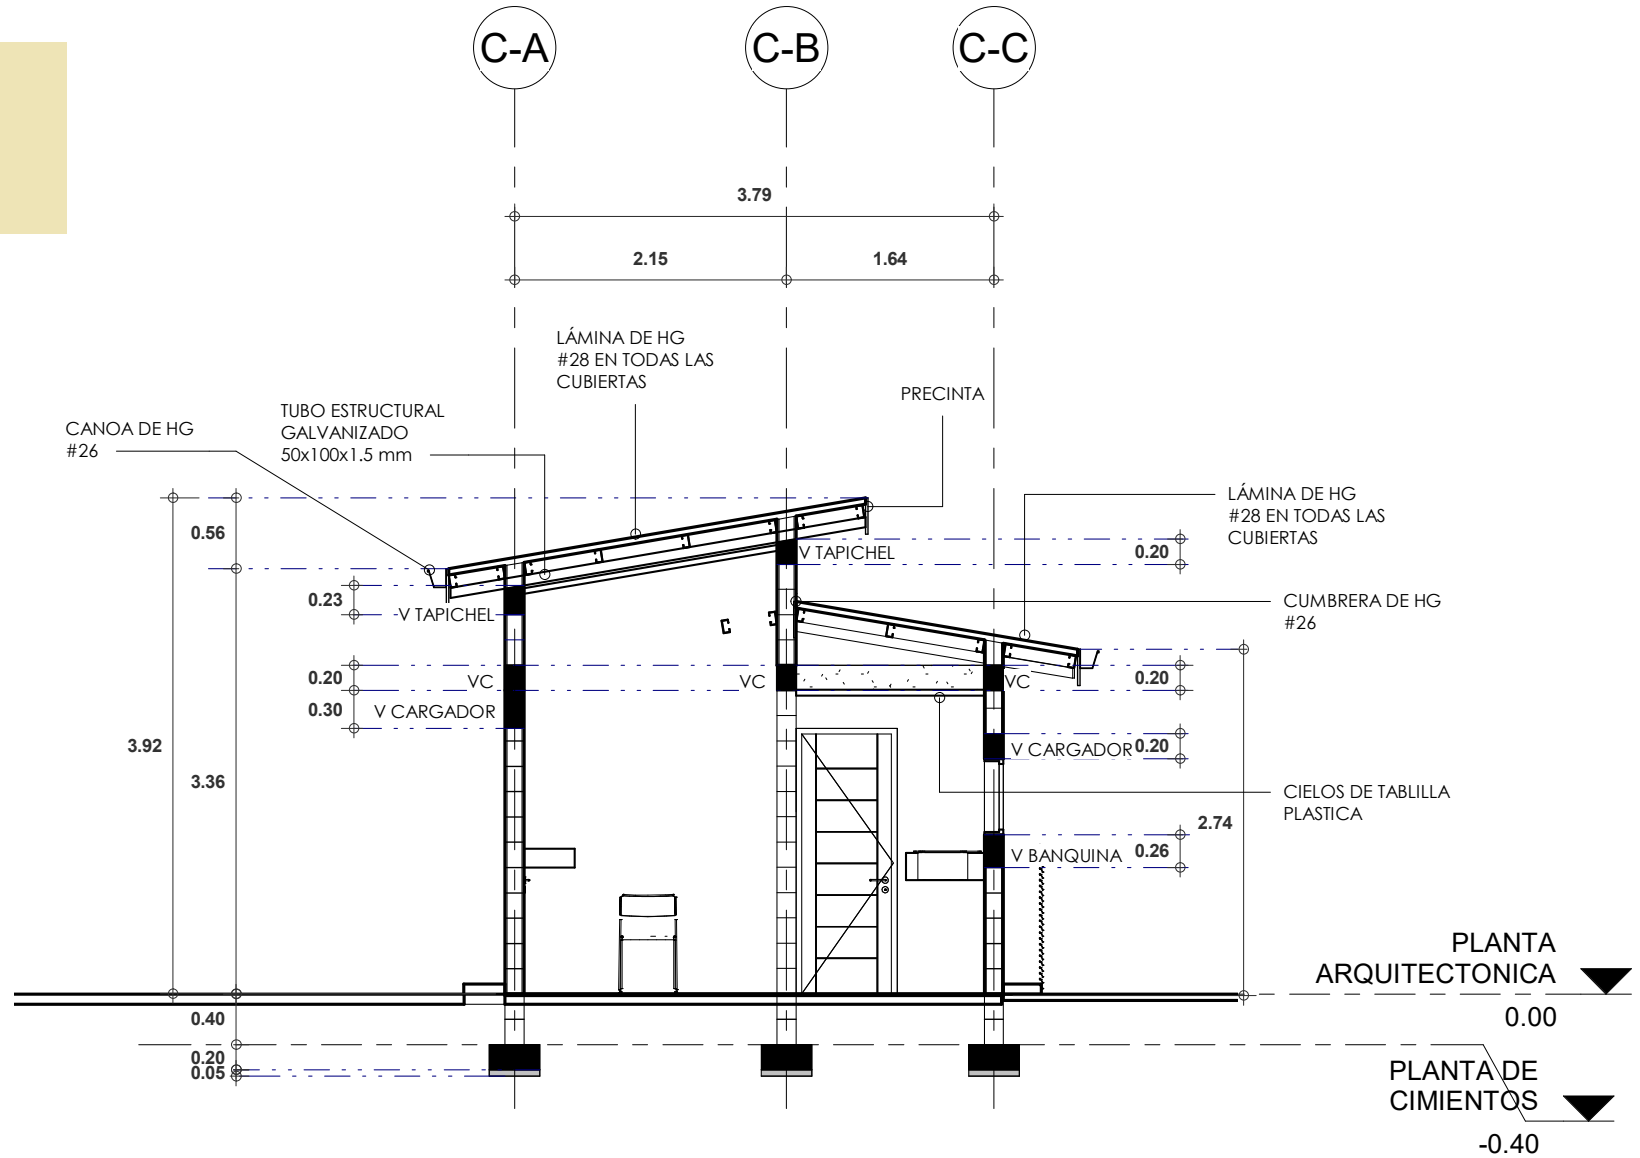 C-A
C-B
C-C
3.79
2.15
1.64
LÁMINA DE HG
#28 EN TODAS LAS
CUBIERTAS
PRECINTA
TUBO ESTRUCTURAL
GALVANIZADO
50x100x1.5 mm
CANOA DE HG
#26
LÁMINA DE HG
#28 EN TODAS LAS
CUBIERTAS
0.56
V TAPICHEL
0.20
0.23
V TAPICHEL
CUMBRERA DE HG
#26
0.20
VC
VC
VC
0.20
0.30
V CARGADOR
3.92
3.36
V CARGADOR
0.20
CIELOS DE TABLILLA
PLASTICA
2.74
V BANQUINA
0.26
PLANTA
ARQUITECTONICA
0.00
0.40
0.20
0.05
PLANTA DE
CIMIENTOS
-0.40